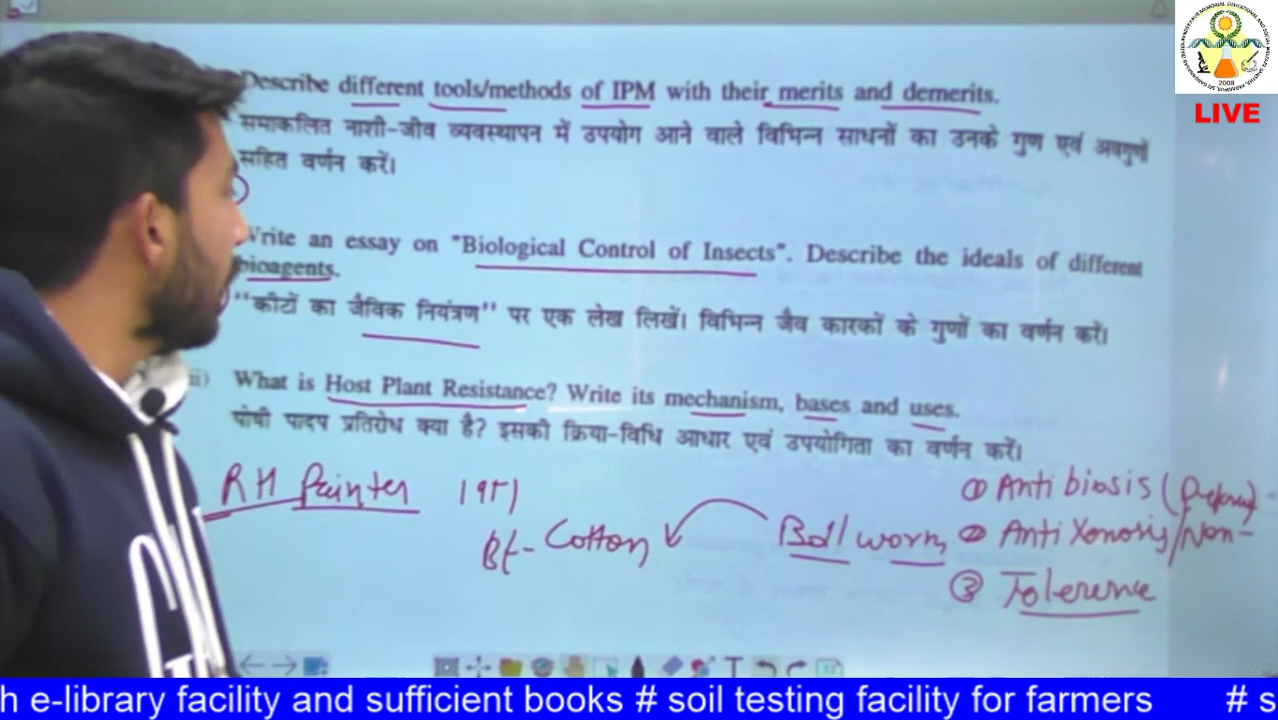 LIVE
2008
Describe different tools/methods of IPM with their merits and demerits.
समाकलित नाशी-जीव व्यवस्थापन में उपयोग आने वाले विभिन्न साधनों का उनके गुण एवं अवगुणों
सहित वर्णन करें।
Write an essay on "Biological Control of Insects". Describe the ideals of different
bioagents.
“कीटों का जैविक नियंत्रण” पर एक लेख लिखें। विभिन्न जैव कारकों के गुणों का वर्णन करें।
What is Host Plant Resistance? Write its mechanism, bases and uses.
पोषी पादप प्रतिरोध क्या है? इसकी क्रिया-विधि आधार एवं उपयोगिता का वर्णन करें।
RH Painter 1951
① Antibiosis
Bt- Cotton
Boll worm
② Anti Xonosis/Non-
③ Tolerence
h e-library facility and sufficient books # soil testing facility for farmers # s